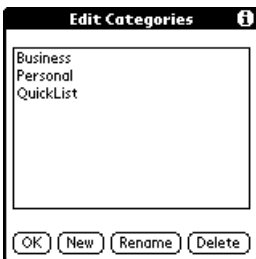 Edit Categories i
Business
Personal
QuickList
OK New Rename Delete